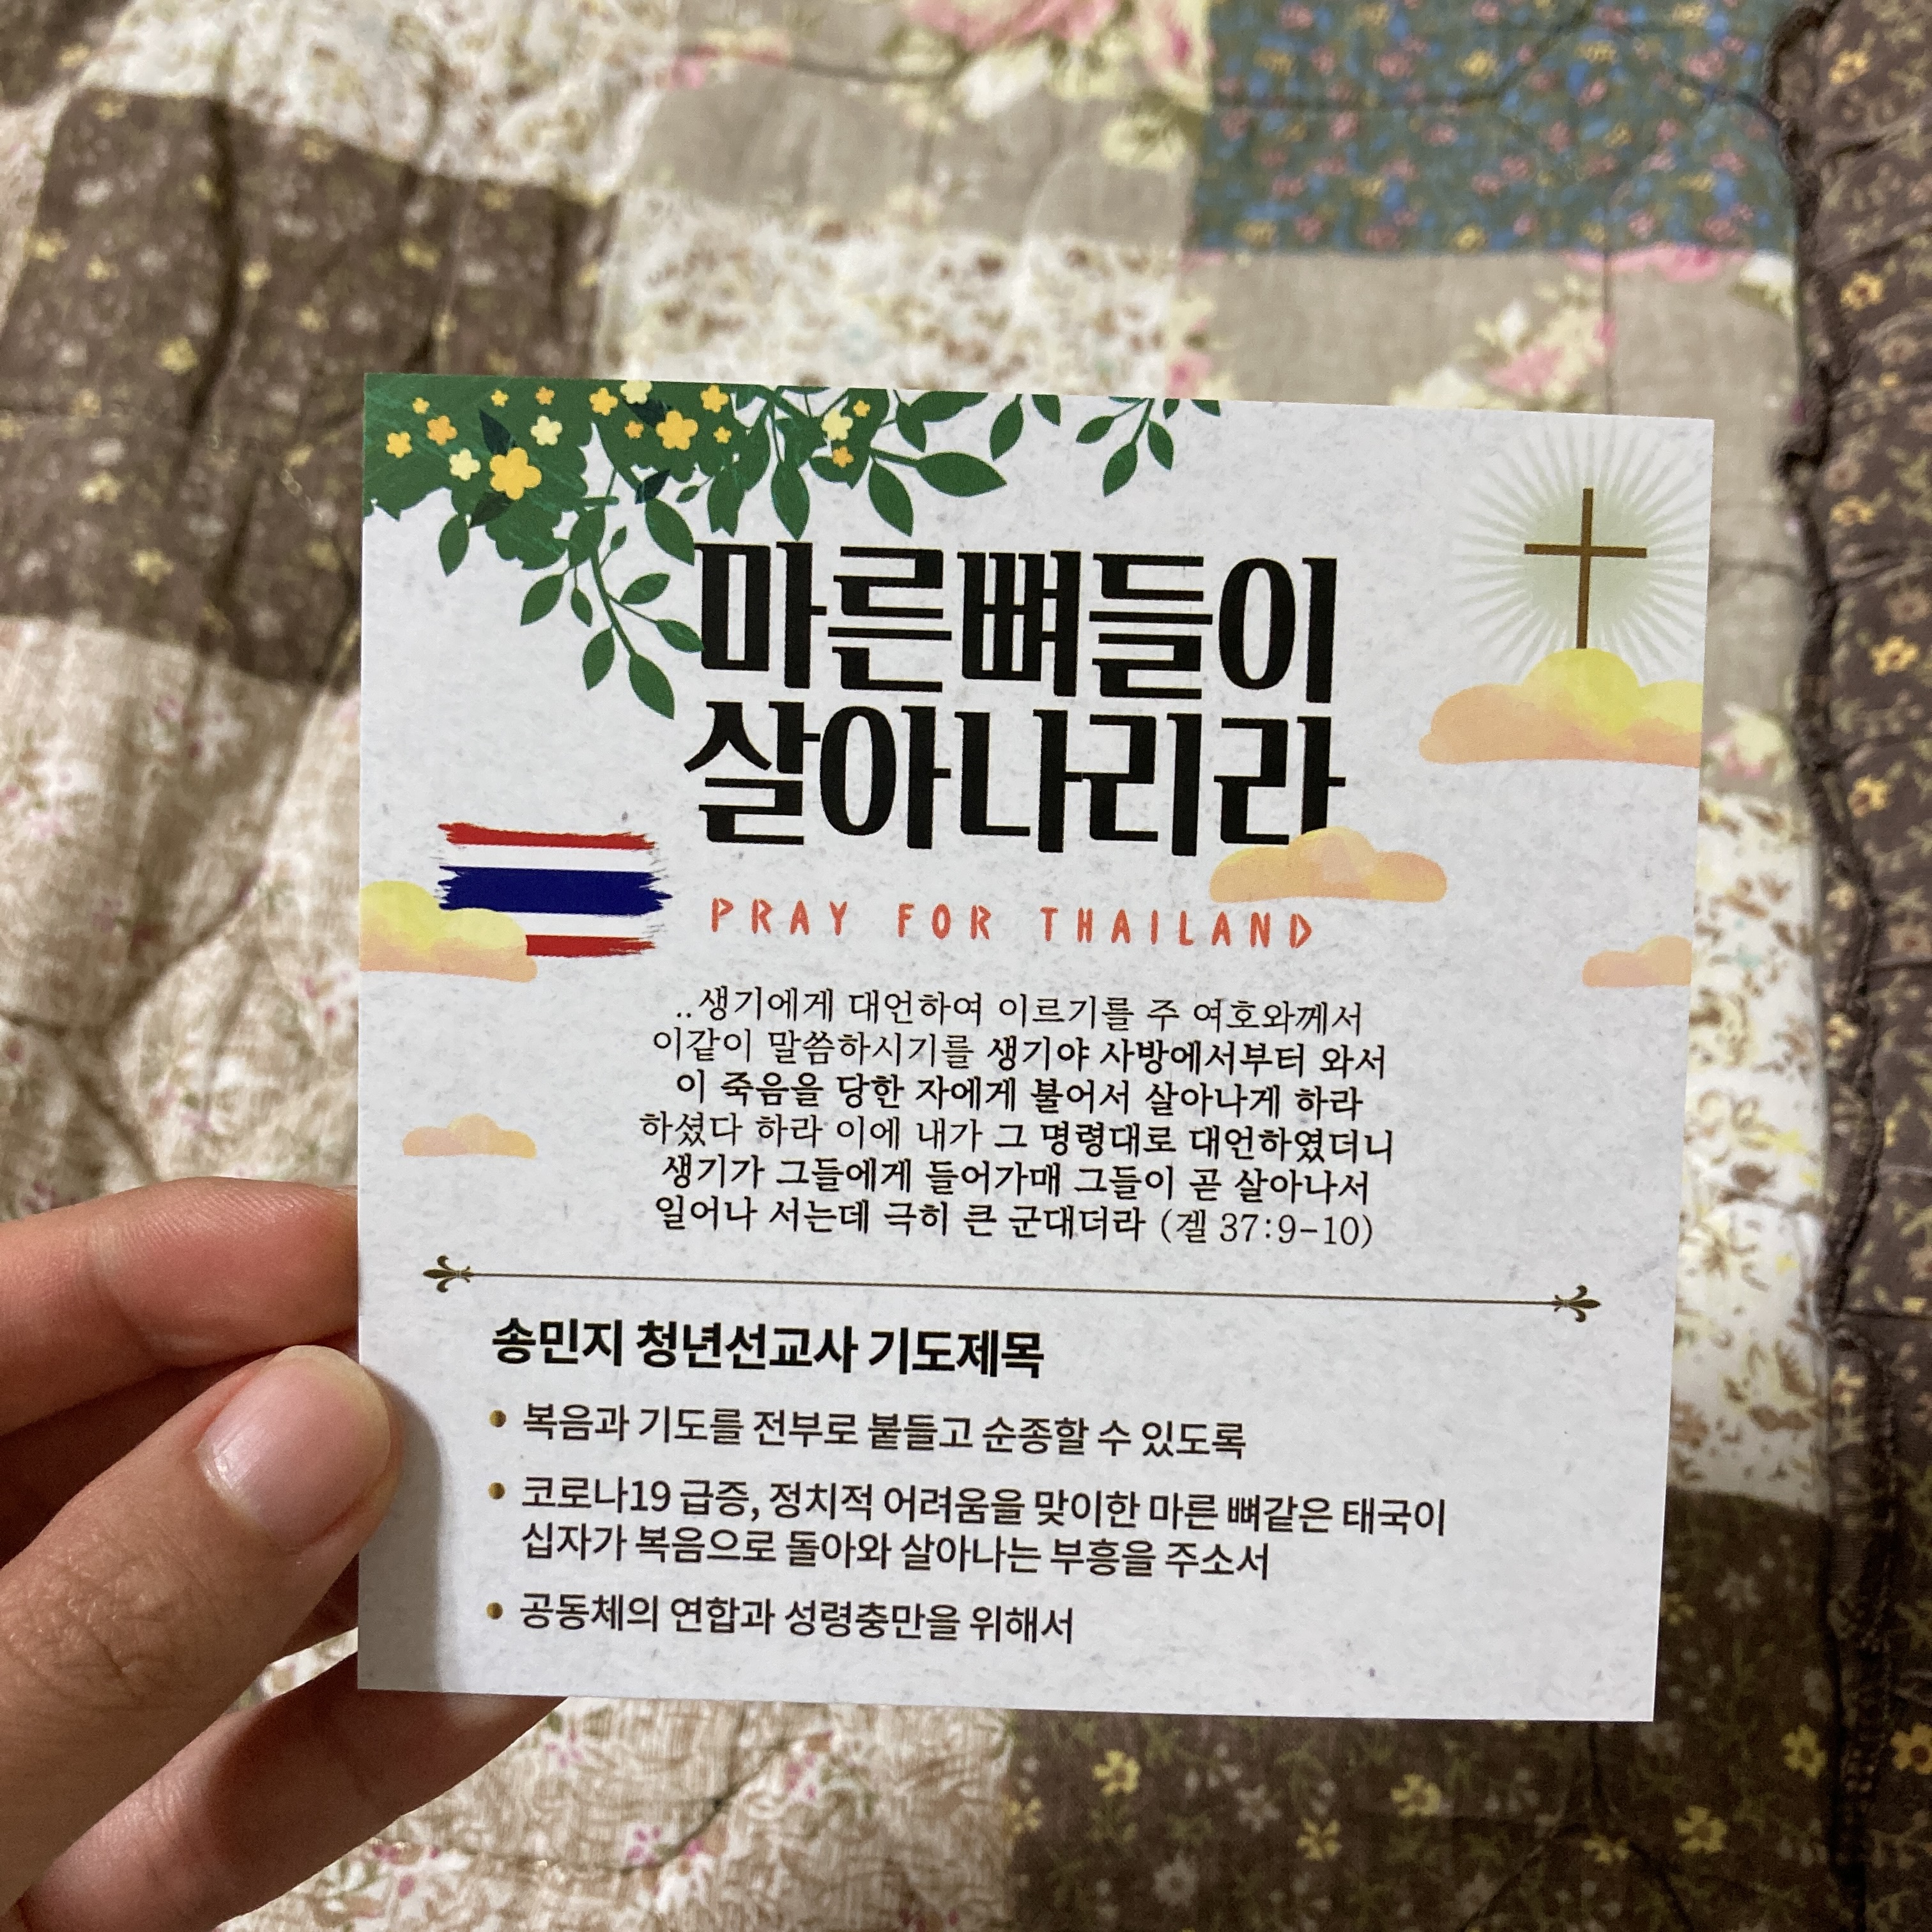 마른뼈들이
살아나리라
PRAY FOR THAILAND
..생기에게 대언하여 이르기를 주 여호와께서
이같이 말씀하시기를 생기야 사방에서부터 와서
이 죽음을 당한 자에게 불어서 살아나게 하라
하셨다 하라 이에 내가 그 명령대로 대언하였더니
생기가 그들에게 들어가매 그들이 곧 살아나서
일어나 서는데 극히 큰 군대더라 (겔 37:9-10)
송민지 청년선교사 기도제목
• 복음과 기도를 전부로 붙들고 순종할 수 있도록
• 코로나19 급증, 정치적 어려움을 맞이한 마른 뼈같은 태국이
십자가 복음으로 돌아와 살아나는 부흥을 주소서
• 공동체의 연합과 성령충만을 위해서